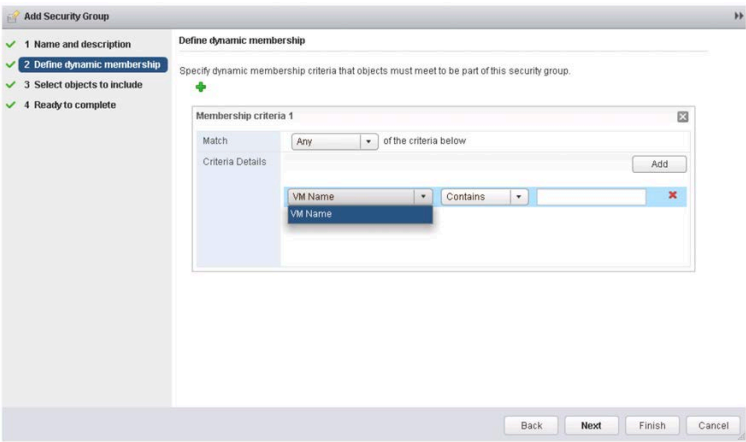 Add Security Group
1 Name and description
2 Define dynamic membership
3 Select objects to include
4 Ready to complete
Define dynamic membership
Specify dynamic membership criteria that objects must meet to be part of this security group.
Membership criteria 1
Match Any of the criteria below
Criteria Details
Add
VM Name Contains
VM Name
Back Next Finish Cancel